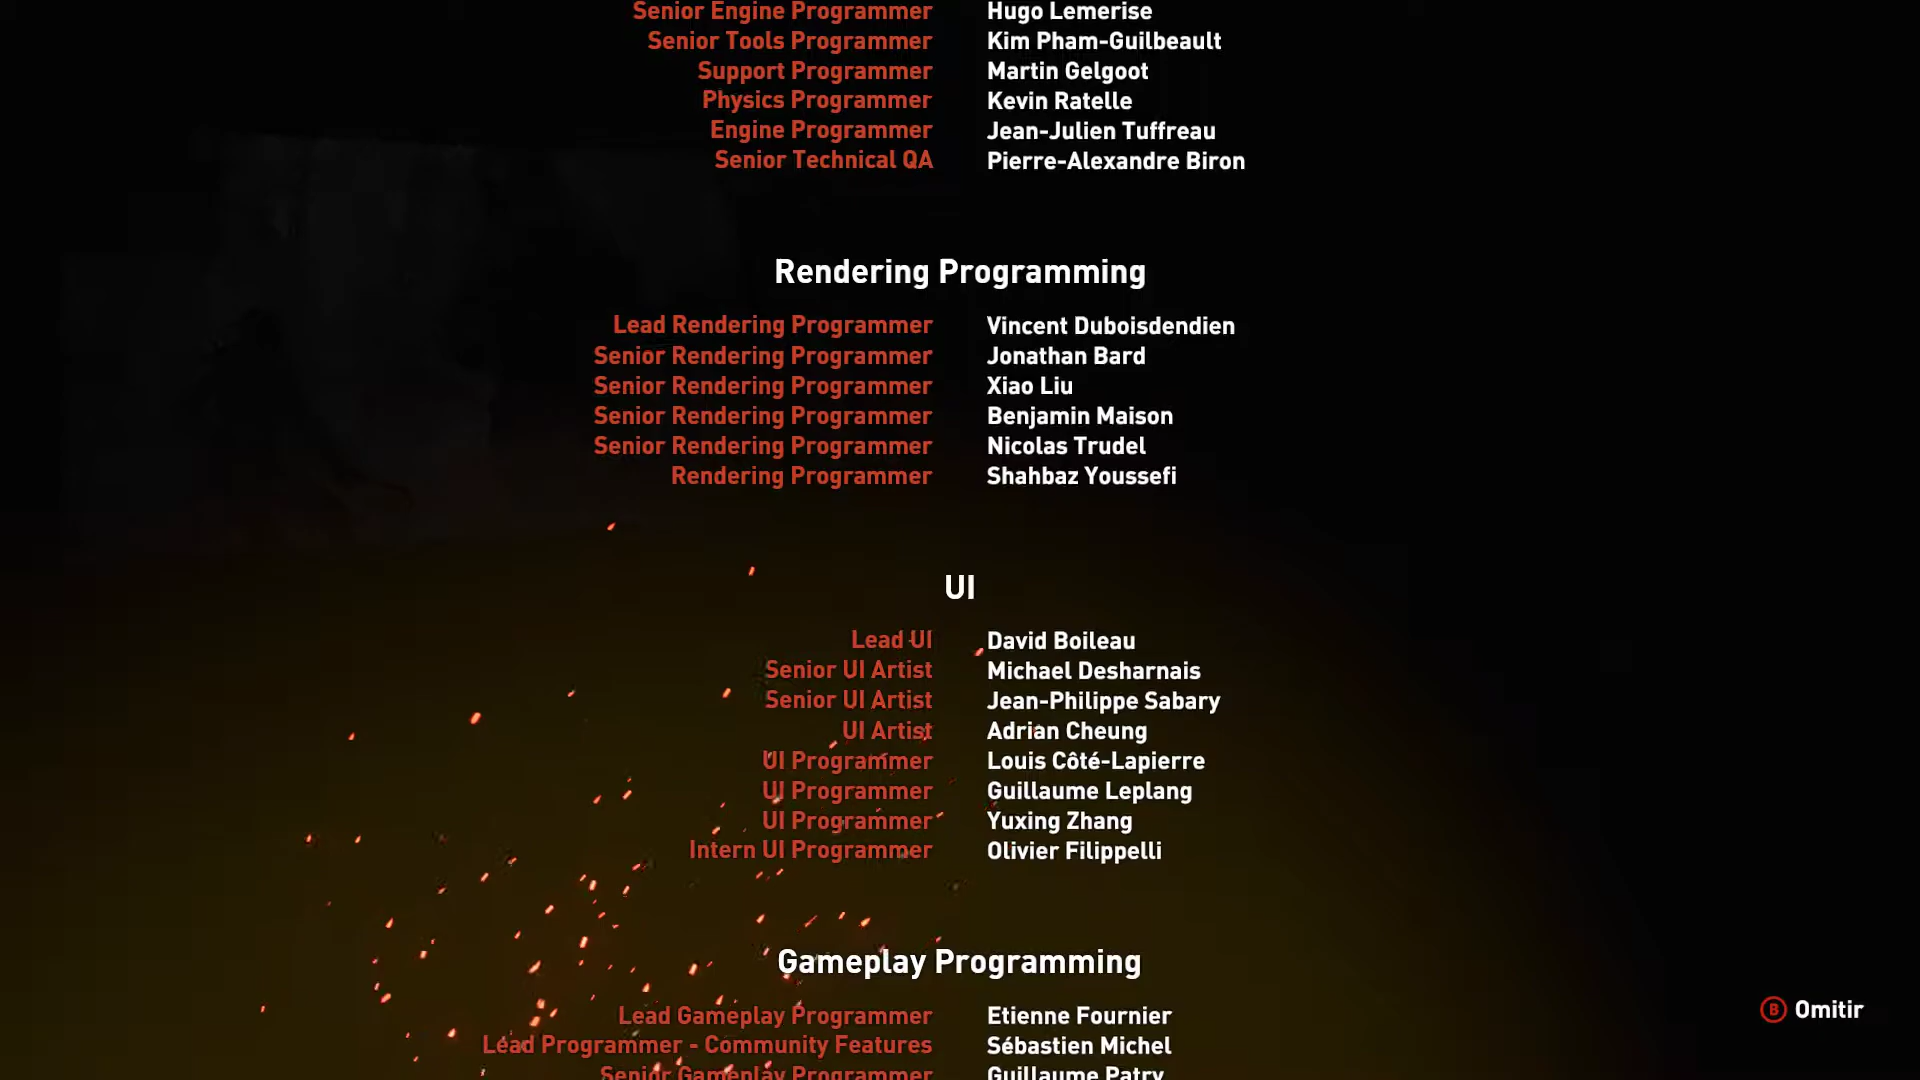 Senior Engine Programmer Hugo Lemerise
Senior Tools Programmer Kim Pham-Guilbeault
Support Programmer Martin Gelgoot
Physics Programmer Kevin Ratelle
Engine Programmer Jean-Julien Tuffreau
Senior Technical QA Pierre-Alexandre Biron
Rendering Programming
Lead Rendering Programmer Vincent Duboisdendien
Senior Rendering Programmer Jonathan Bard
Senior Rendering Programmer Xiao Liu
Senior Rendering Programmer Benjamin Maison
Senior Rendering Programmer Nicolas Trudel
Rendering Programmer Shahbaz Youssefi
UI
Lead UI David Boileau
Senior UI Artist Michael Desharnais
Senior UI Artist Jean-Philippe Sabary
UI Artist Adrian Cheung
UI Programmer Louis Côté-Lapierre
UI Programmer Guillaume Leplang
UI Programmer Yuxing Zhang
Intern UI Programmer Olivier Filippelli
Gameplay Programming
Lead Gameplay Programmer Etienne Fournier
B Omitir
Lead Programmer - Community Features Sébastien Michel
Senior Gameplay Programmer Guillaume Patry